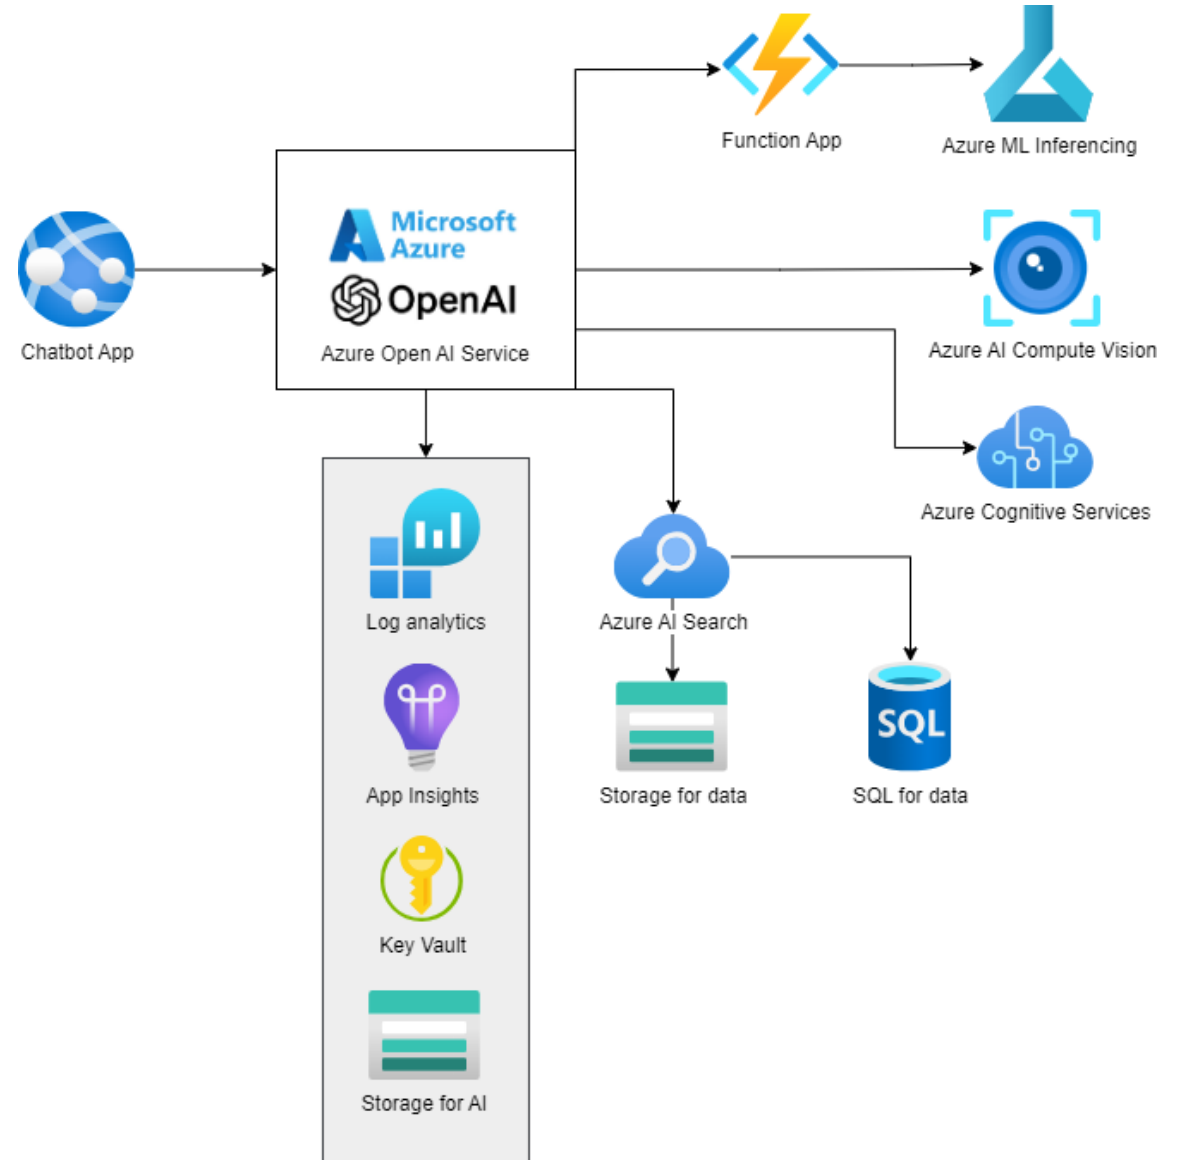 Function App
Azure ML Inferencing
Microsoft
Azure
OpenAI
Azure Open AI Service
Chatbot App
Azure AI Compute Vision
Azure Cognitive Services
Log analytics
Azure AI Search
App Insights
Storage for data
SQL
SQL for data
Key Vault
Storage for AI